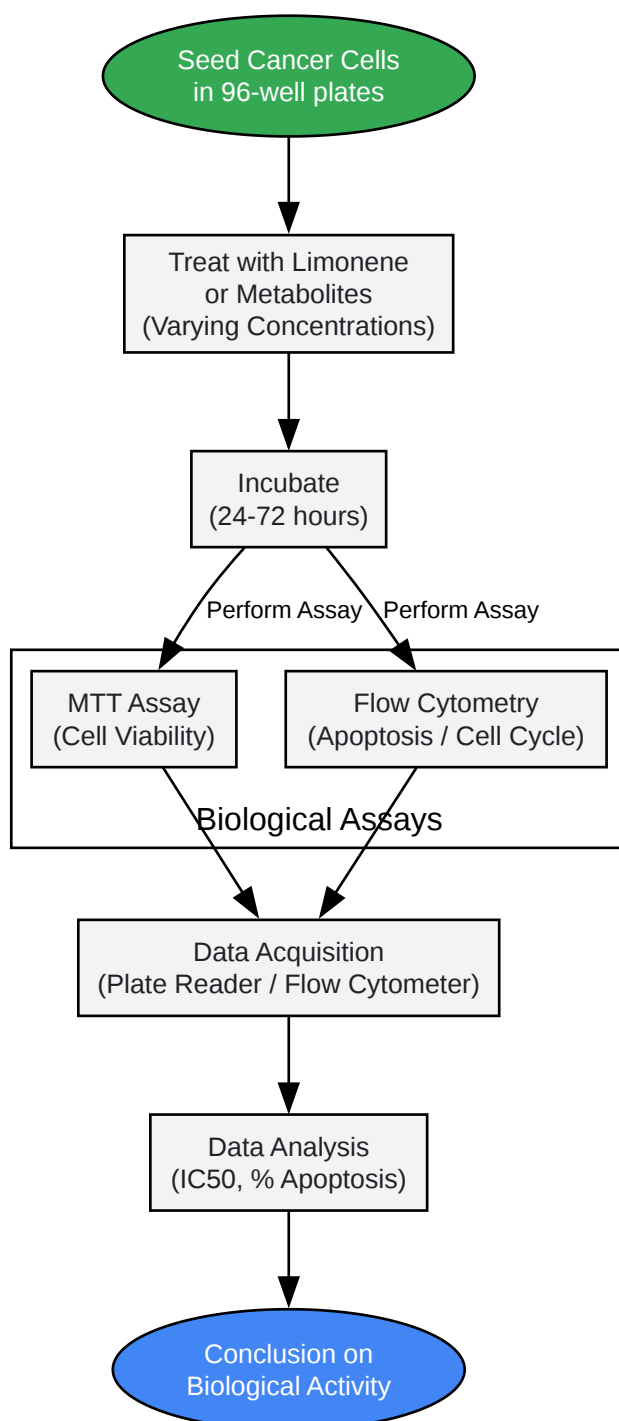 Seed Cancer Cells
in 96-well plates
Treat with Limonene
or Metabolites
(Varying Concentrations)
Incubate
(24-72 hours)
Perform Assay
Perform Assay
MTT Assay
(Cell Viability)
Flow Cytometry
(Apoptosis / Cell Cycle)
Biological Assays
Data Acquisition
(Plate Reader / Flow Cytometer)
Data Analysis
(IC50, % Apoptosis)
Conclusion on
Biological Activity